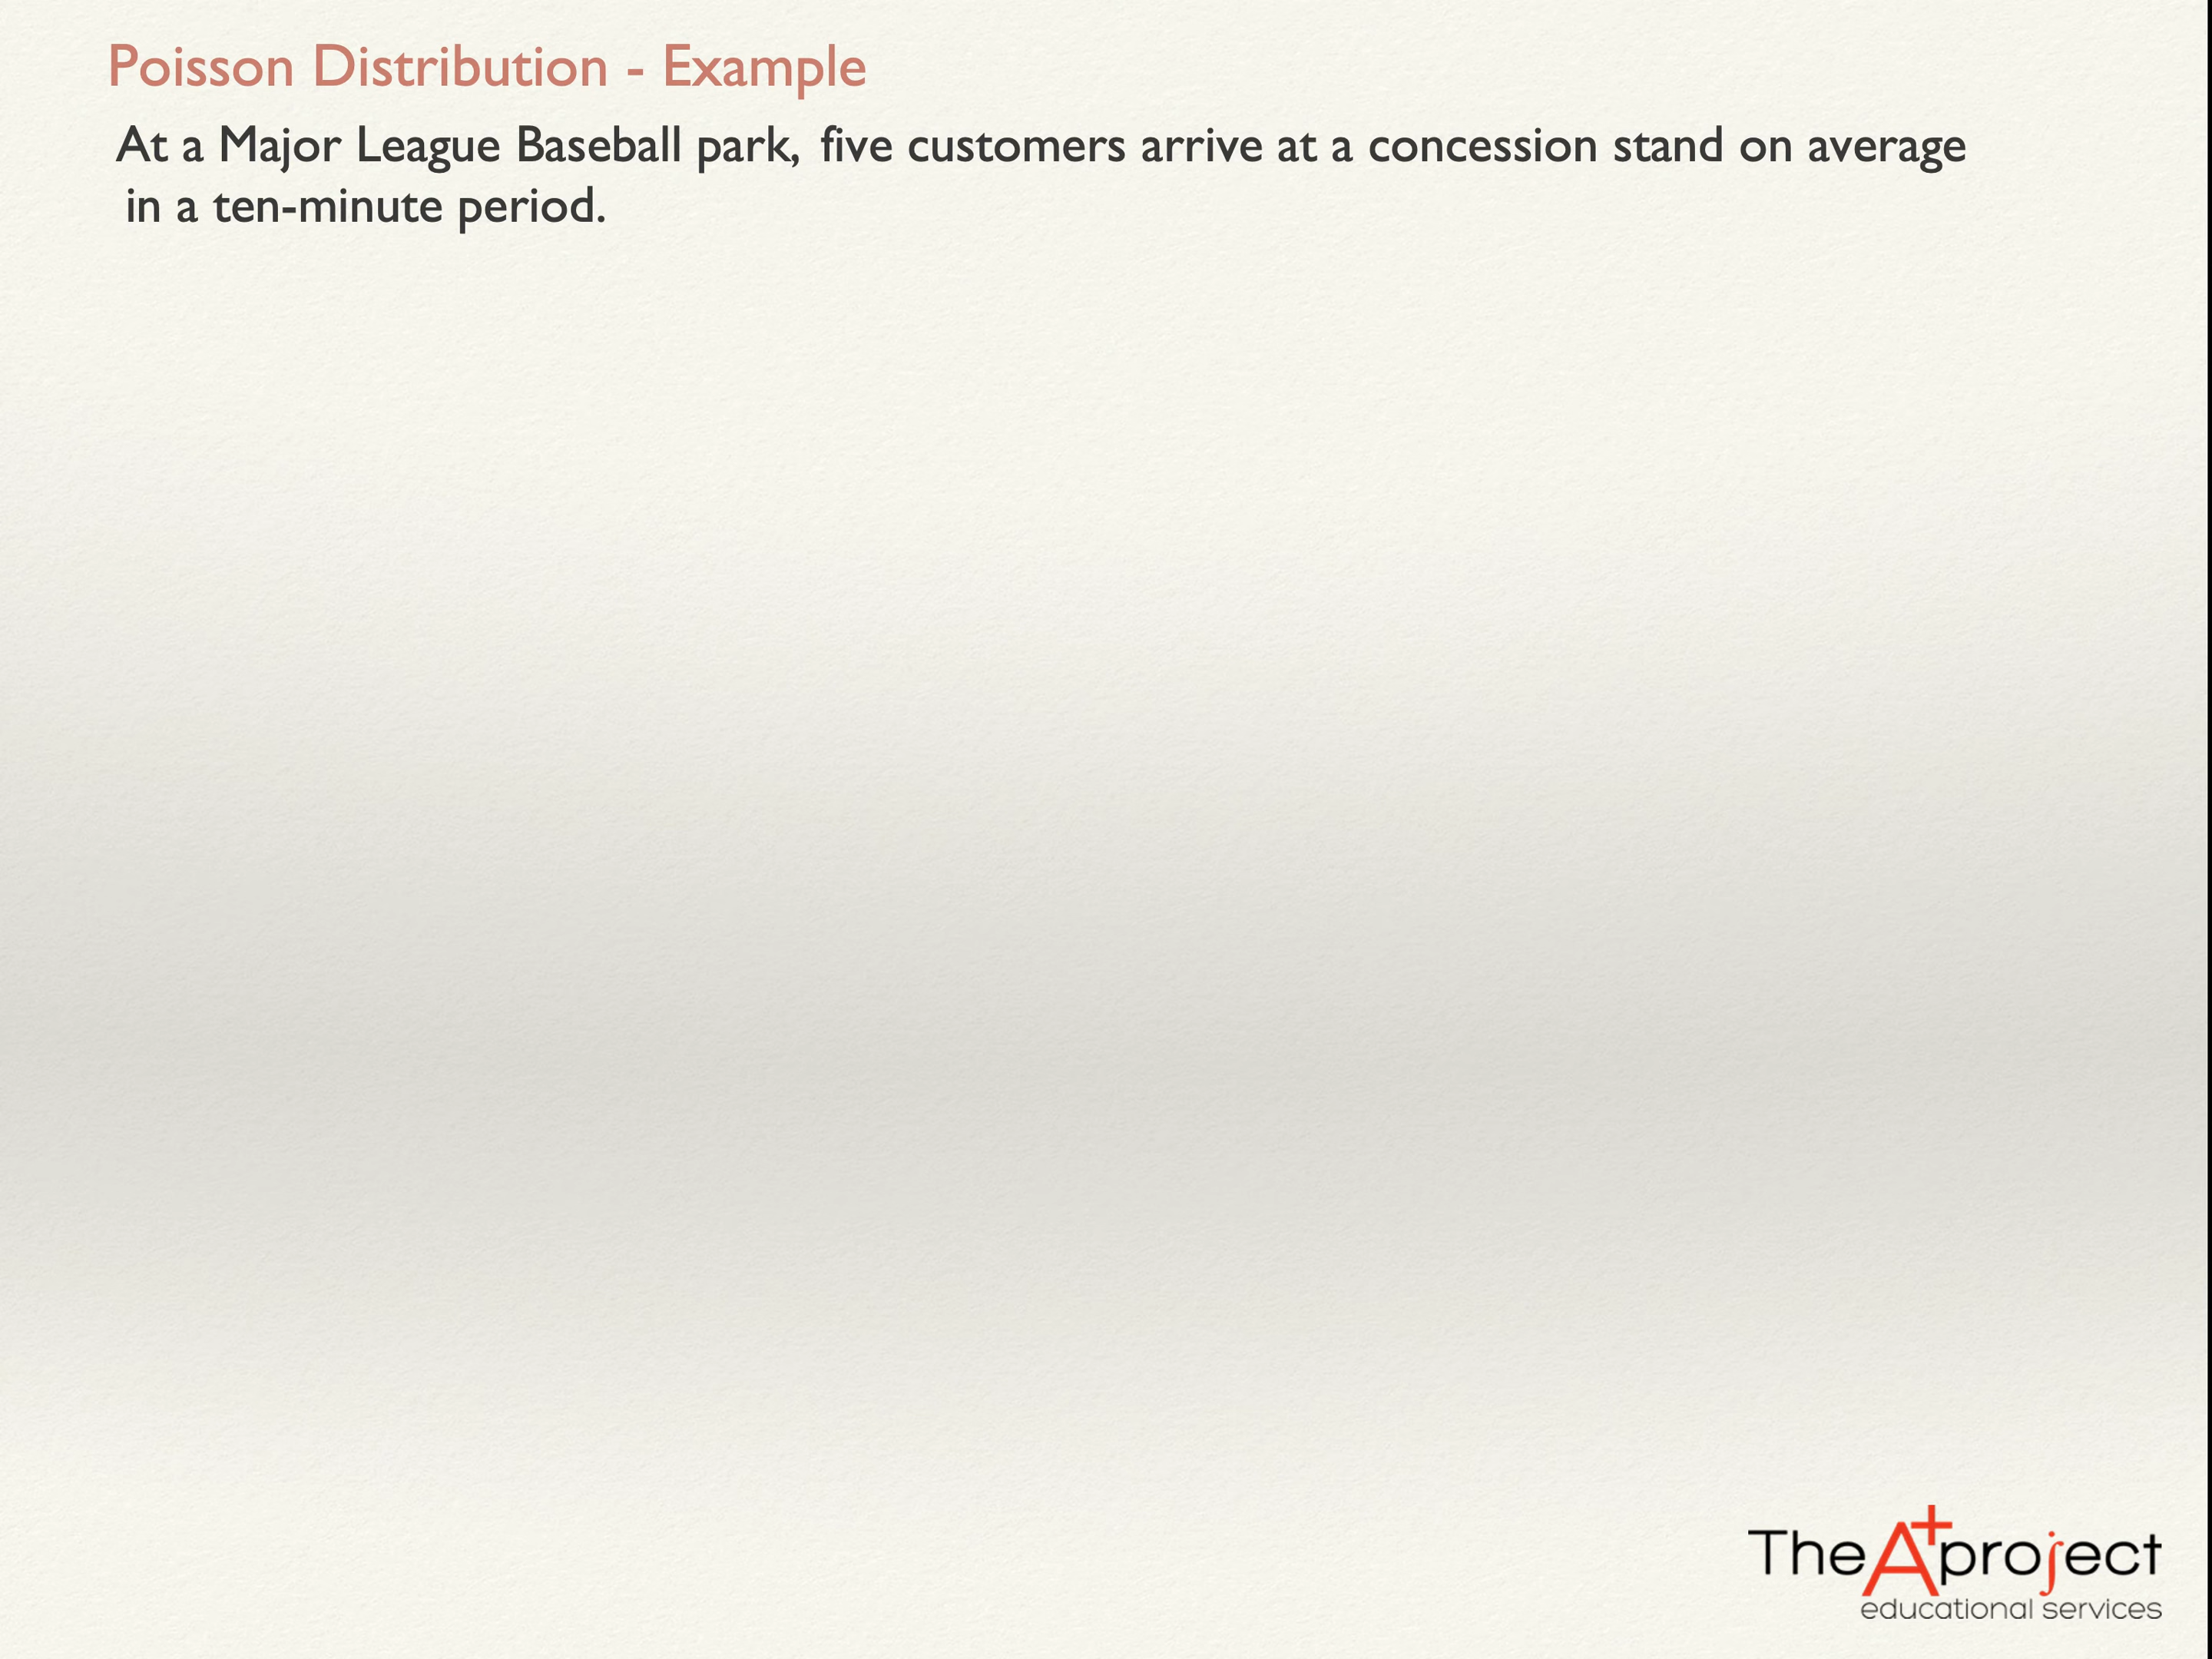 Poisson Distribution - Example
At a Major League Baseball park, five customers arrive at a concession stand on average
in a ten-minute period.
The A+ project
educational services